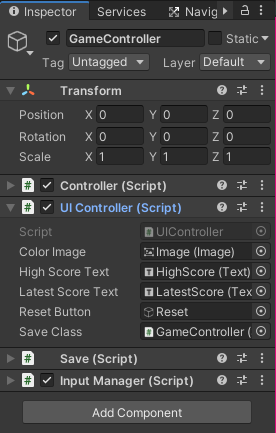 Inspector Services Navig
GameController Static
Tag Untagged Layer Default
Transform
Position X 0 Y 0 Z 0
Rotation X 0 Y 0 Z 0
Scale X 1 Y 1 Z 1
Controller (Script)
UI Controller (Script)
Script UIController
Color Image Image (Image)
High Score Text HighScore (Text)
Latest Score Text LatestScore (Tex
Reset Button Reset
Save Class GameController (
Save (Script)
Input Manager (Script)
Add Component